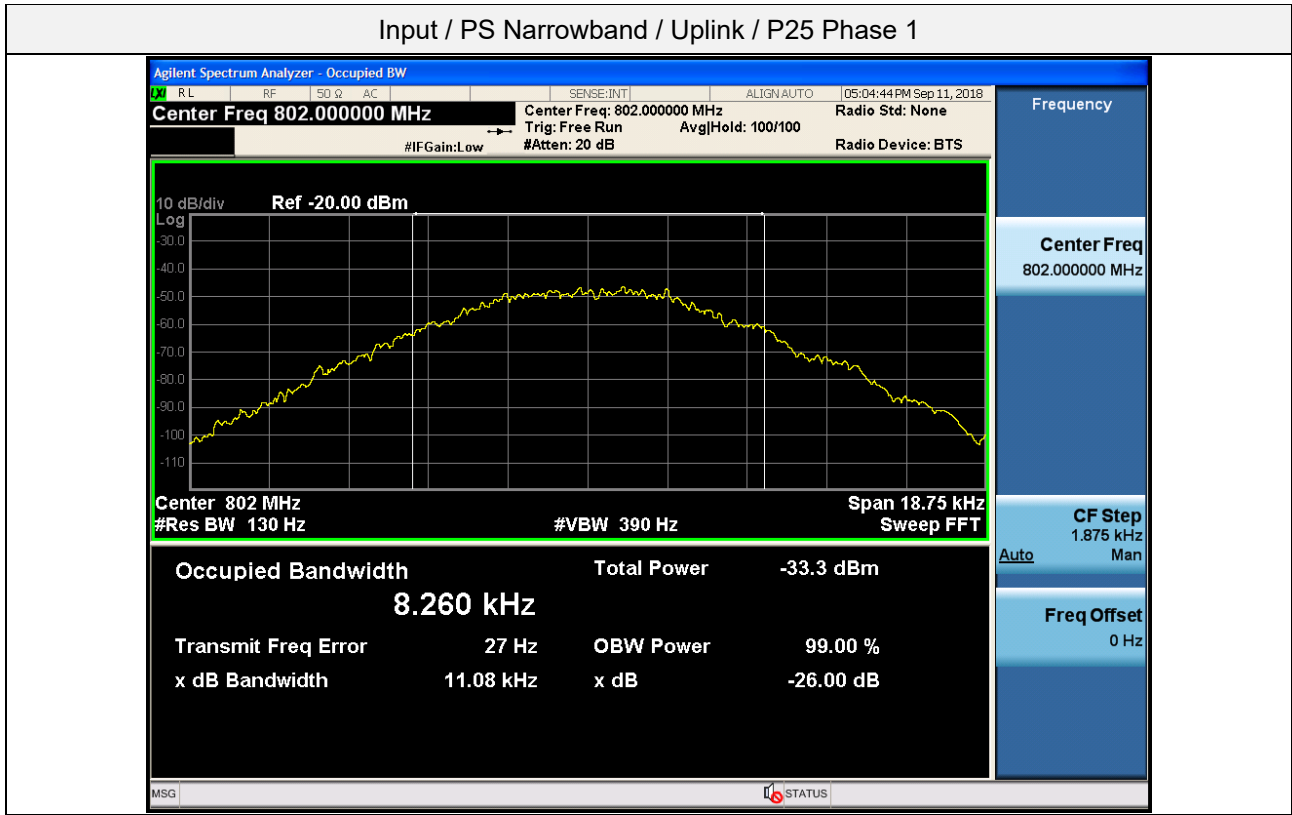 Input / PS Narrowband / Uplink / P25 Phase 1
Agilent Spectrum Analyzer - Occupied BW
LXI RL RF 50 Ω AC SENSE:INT ALIGN AUTO 05:04:44 PM Sep 11, 2018
Center Freq 802.000000 MHz
Center Freq: 802.000000 MHz
Radio Std: None
Trig: Free Run Avg|Hold: 100/100
#IFGain:Low #Atten: 20 dB Radio Device: BTS
Frequency
10 dB/div Ref -20.00 dBm
Log
-30.0
-40.0
-50.0
-60.0
-70.0
-80.0
-90.0
-100
-110
Center 802 MHz Span 18.75 kHz
#Res BW 130 Hz #VBW 390 Hz Sweep FFT
Occupied Bandwidth Total Power -33.3 dBm
8.260 kHz
Transmit Freq Error 27 Hz OBW Power 99.00 %
x dB Bandwidth 11.08 kHz x dB -26.00 dB
Center Freq
802.000000 MHz
CF Step
1.875 kHz
Auto Man
Freq Offset
0 Hz
MSG STATUS